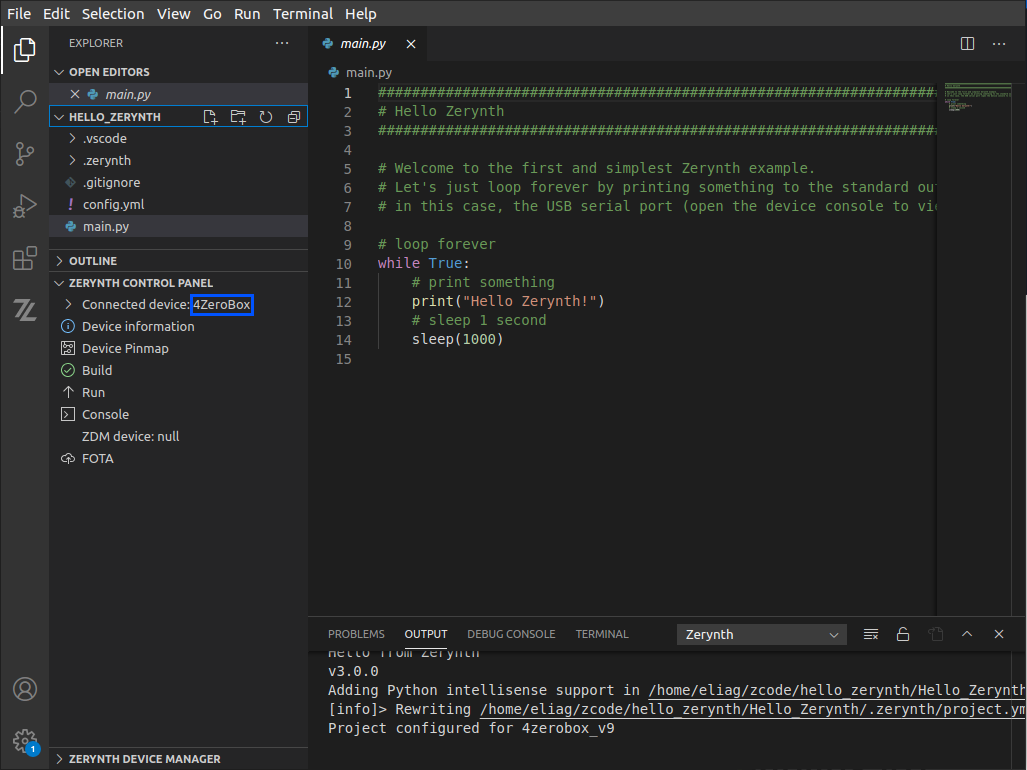 File Edit Selection View Go Run Terminal Help
EXPLORER
OPEN EDITORS
main.py
HELLO_ZERYNTH
.vscode
.zerynth
.gitignore
! config.yml
main.py
OUTLINE
ZERYNTH CONTROL PANEL
Connected device: 4ZeroBox
Device information
Device Pinmap
Build
Run
Console
ZDM device: null
FOTA
ZERYNTH DEVICE MANAGER
1
main.py
main.py
1
2 # Hello Zerynth
3
4
5 # Welcome to the first and simplest Zerynth example.
6 # Let's just loop forever by printing something to the standard ou
7 # in this case, the USB serial port (open the device console to vi
8
9 # loop forever
10 while True:
11 # print something
12 print("Hello Zerynth!")
13 # sleep 1 second
14 sleep(1000)
15
PROBLEMS OUTPUT DEBUG CONSOLE TERMINAL Zerynth
Hello from Zerynth
v3.0.0
Adding Python intellisense support in /home/eliag/zcode/hello_zerynth/Hello_Zerynth
[info]> Rewriting /home/eliag/zcode/hello_zerynth/Hello_Zerynth/.zerynth/project.ym
Project configured for 4zerobox_v9